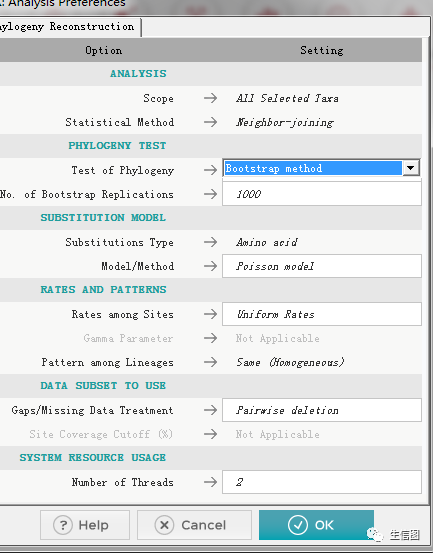 : Analysis Preferences
hylogeny Reconstruction
Option Setting
ANALYSIS
Scope → All Selected Taxa
Statistical Method → Neighbor-joining
PHYLOGENY TEST
Test of Phylogeny → Bootstrap method
No. of Bootstrap Replications → 1000
SUBSTITUTION MODEL
Substitutions Type → Amino acid
Model/Method → Poisson model
RATES AND PATTERNS
Rates among Sites → Uniform Rates
Gamma Parameter → Not Applicable
Pattern among Lineages → Same (Homogeneous)
DATA SUBSET TO USE
Gaps/Missing Data Treatment → Pairwise deletion
Site Coverage Cutoff (%) → Not Applicable
SYSTEM RESOURCE USAGE
Number of Threads → 2
? Help × Cancel ✓ OK
生信图